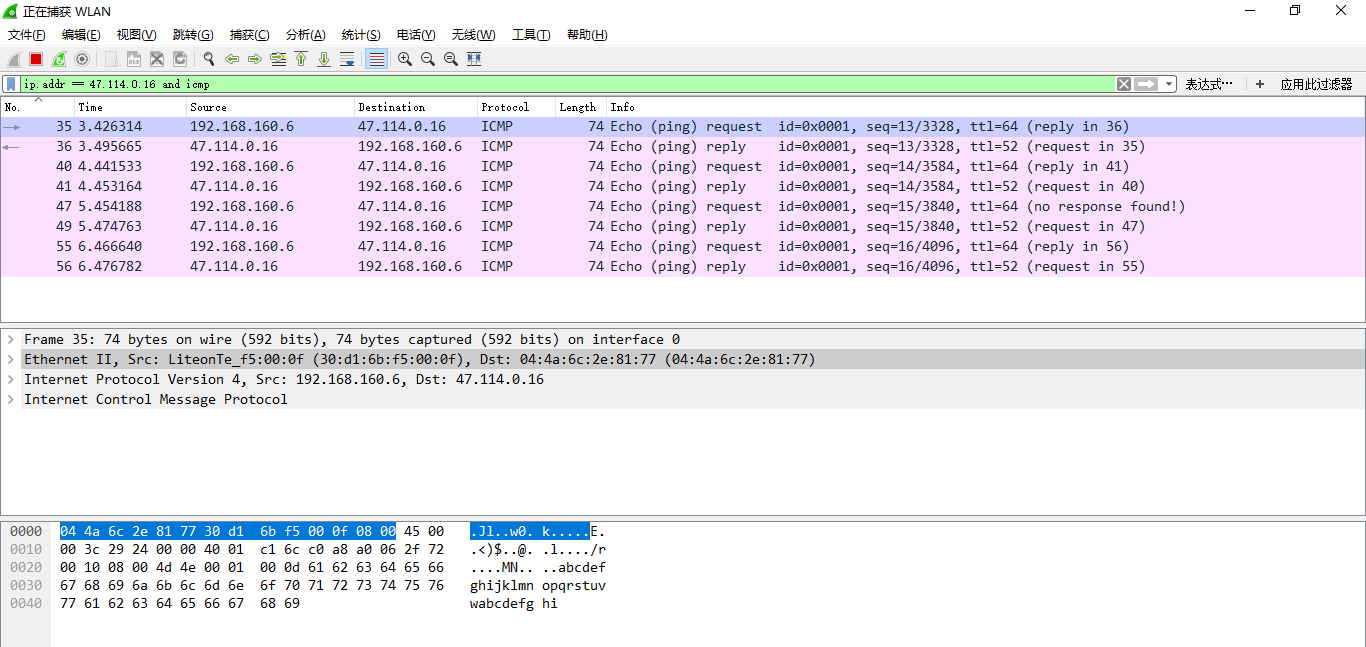 正在捕获 WLAN
文件(F) 编辑(E) 视图(V) 跳转(G) 捕获(C) 分析(A) 统计(S) 电话(Y) 无线(W) 工具(T) 帮助(H)
ip.addr == 47.114.0.16 and icmp 表达式… + 应用此过滤器
No. Time Source Destination Protocol Length Info
35 3.426314 192.168.160.6 47.114.0.16 ICMP 74 Echo (ping) request id=0x0001, seq=13/3328, ttl=64 (reply in 36)
36 3.495665 47.114.0.16 192.168.160.6 ICMP 74 Echo (ping) reply id=0x0001, seq=13/3328, ttl=52 (request in 35)
40 4.441533 192.168.160.6 47.114.0.16 ICMP 74 Echo (ping) request id=0x0001, seq=14/3584, ttl=64 (reply in 41)
41 4.453164 47.114.0.16 192.168.160.6 ICMP 74 Echo (ping) reply id=0x0001, seq=14/3584, ttl=52 (request in 40)
47 5.454188 192.168.160.6 47.114.0.16 ICMP 74 Echo (ping) request id=0x0001, seq=15/3840, ttl=64 (no response found!)
49 5.474763 47.114.0.16 192.168.160.6 ICMP 74 Echo (ping) reply id=0x0001, seq=15/3840, ttl=52 (request in 47)
55 6.466640 192.168.160.6 47.114.0.16 ICMP 74 Echo (ping) request id=0x0001, seq=16/4096, ttl=64 (reply in 56)
56 6.476782 47.114.0.16 192.168.160.6 ICMP 74 Echo (ping) reply id=0x0001, seq=16/4096, ttl=52 (request in 55)
Frame 35: 74 bytes on wire (592 bits), 74 bytes captured (592 bits) on interface 0
Ethernet II, Src: LiteonTe_f5:00:0f (30:d1:6b:f5:00:0f), Dst: 04:4a:6c:2e:81:77 (04:4a:6c:2e:81:77)
Internet Protocol Version 4, Src: 192.168.160.6, Dst: 47.114.0.16
Internet Control Message Protocol
0000 04 4a 6c 2e 81 77 30 d1 6b f5 00 0f 08 00 45 00 .Jl..w0. k.....E.
0010 00 3c 29 24 00 00 40 01 c1 6c c0 a8 a0 06 2f 72 .<)$..@. .l..../r
0020 00 10 08 00 4d 4e 00 01 00 0d 61 62 63 64 65 66 ....MN.. ..abcdef
0030 67 68 69 6a 6b 6c 6d 6e 6f 70 71 72 73 74 75 76 ghijklmn opqrstuv
0040 77 61 62 63 64 65 66 67 68 69 wabcdefg hi